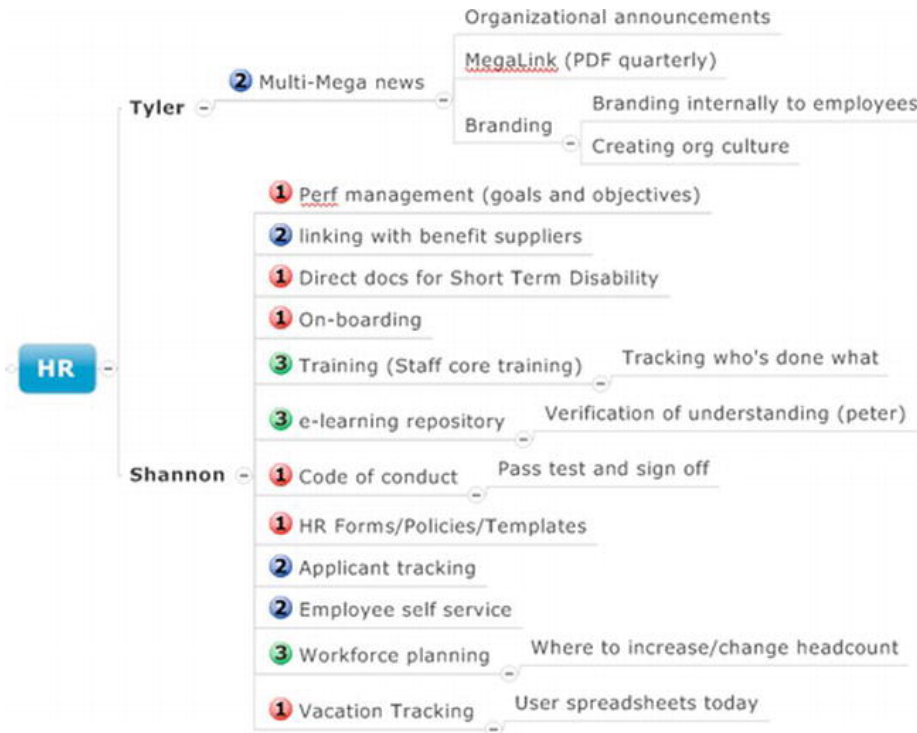 Organizational announcements
MegaLink (PDF quarterly)
2 Multi-Mega news
Branding internally to employees
Tyler
Branding
Creating org culture
1 Perf management (goals and objectives)
2 linking with benefit suppliers
1 Direct docs for Short Term Disability
1 On-boarding
HR
3 Training (Staff core training)
Tracking who's done what
3 e-learning repository
Verification of understanding (peter)
Shannon
1 Code of conduct
Pass test and sign off
1 HR Forms/Policies/Templates
2 Applicant tracking
2 Employee self service
3 Workforce planning
Where to increase/change headcount
1 Vacation Tracking
User spreadsheets today